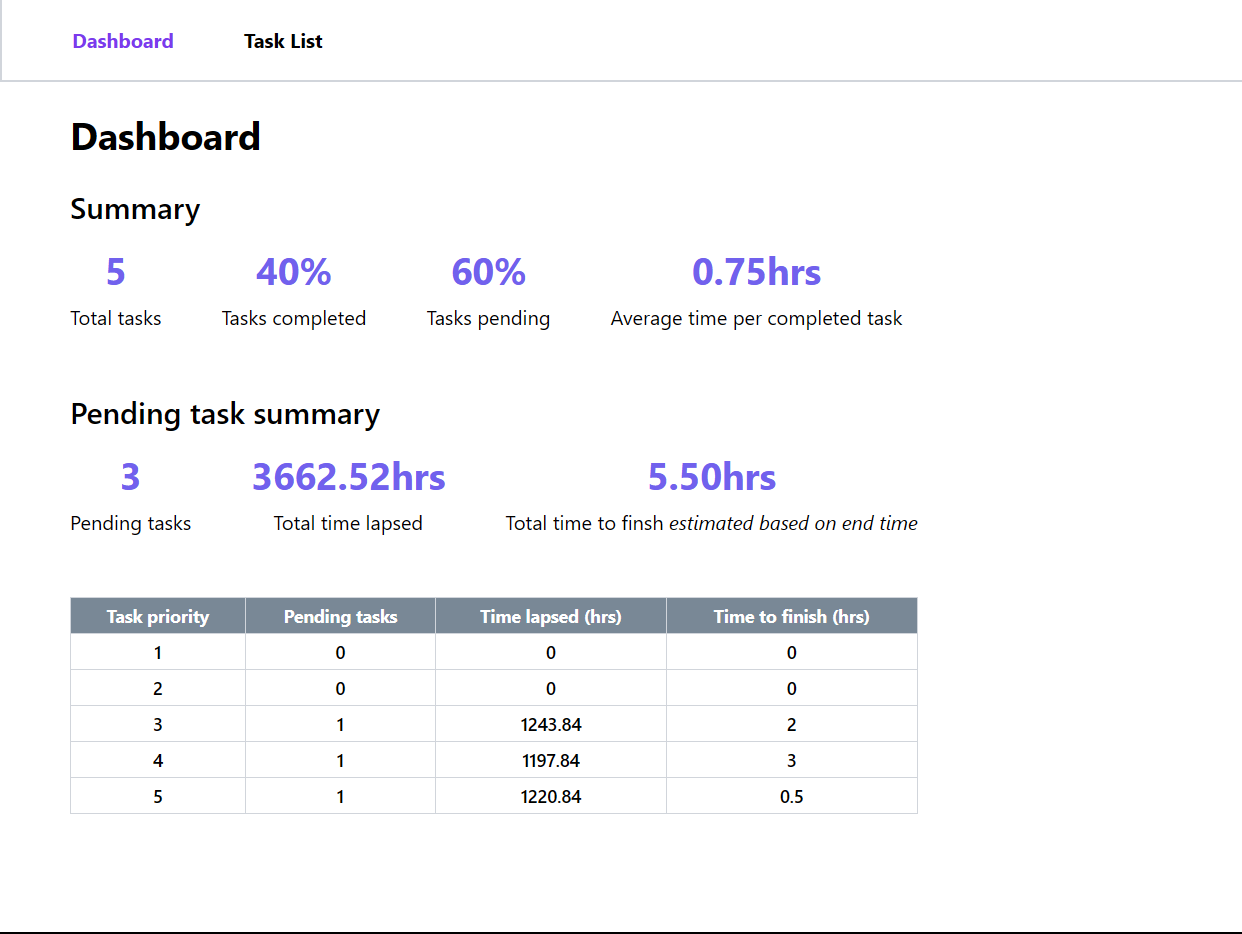 Dashboard Task List
Dashboard
Summary
5 40% 60% 0.75hrs
Total tasks Tasks completed Tasks pending Average time per completed task
Pending task summary
3 3662.52hrs 5.50hrs
Pending tasks Total time lapsed Total time to finsh estimated based on end time
Task priority Pending tasks Time lapsed (hrs) Time to finish (hrs)
1 0 0 0
2 0 0 0
3 1 1243.84 2
4 1 1197.84 3
5 1 1220.84 0.5